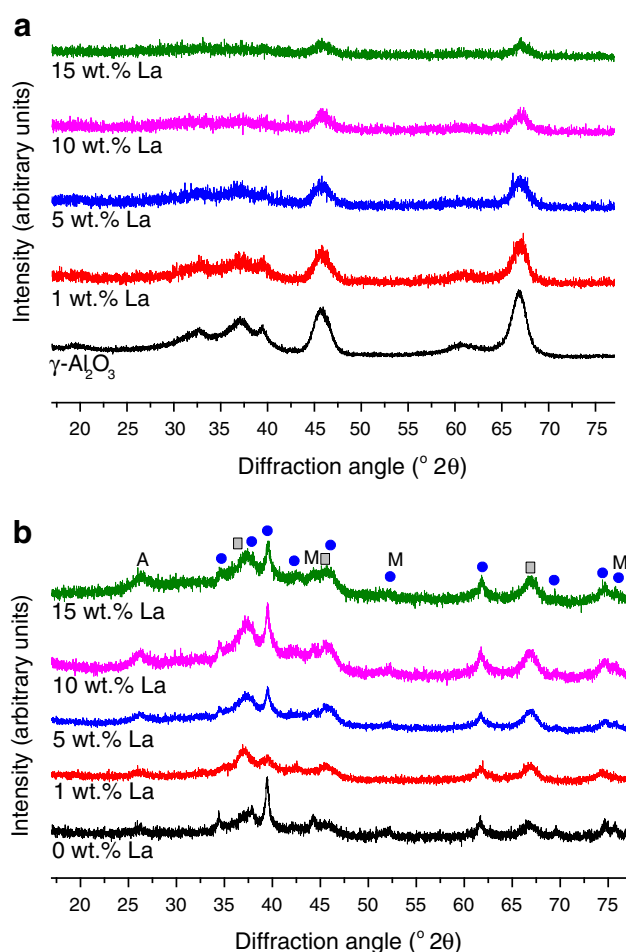 a
15 wt.% La
10 wt.% La
5 wt.% La
1 wt.% La
γ-Al₂O₃
Intensity (arbitrary units)
20 25 30 35 40 45 50 55 60 65 70 75
Diffraction angle (° 2θ)
b
A M M M
15 wt.% La
10 wt.% La
5 wt.% La
1 wt.% La
0 wt.% La
Intensity (arbitrary units)
20 25 30 35 40 45 50 55 60 65 70 75
Diffraction angle (° 2θ)